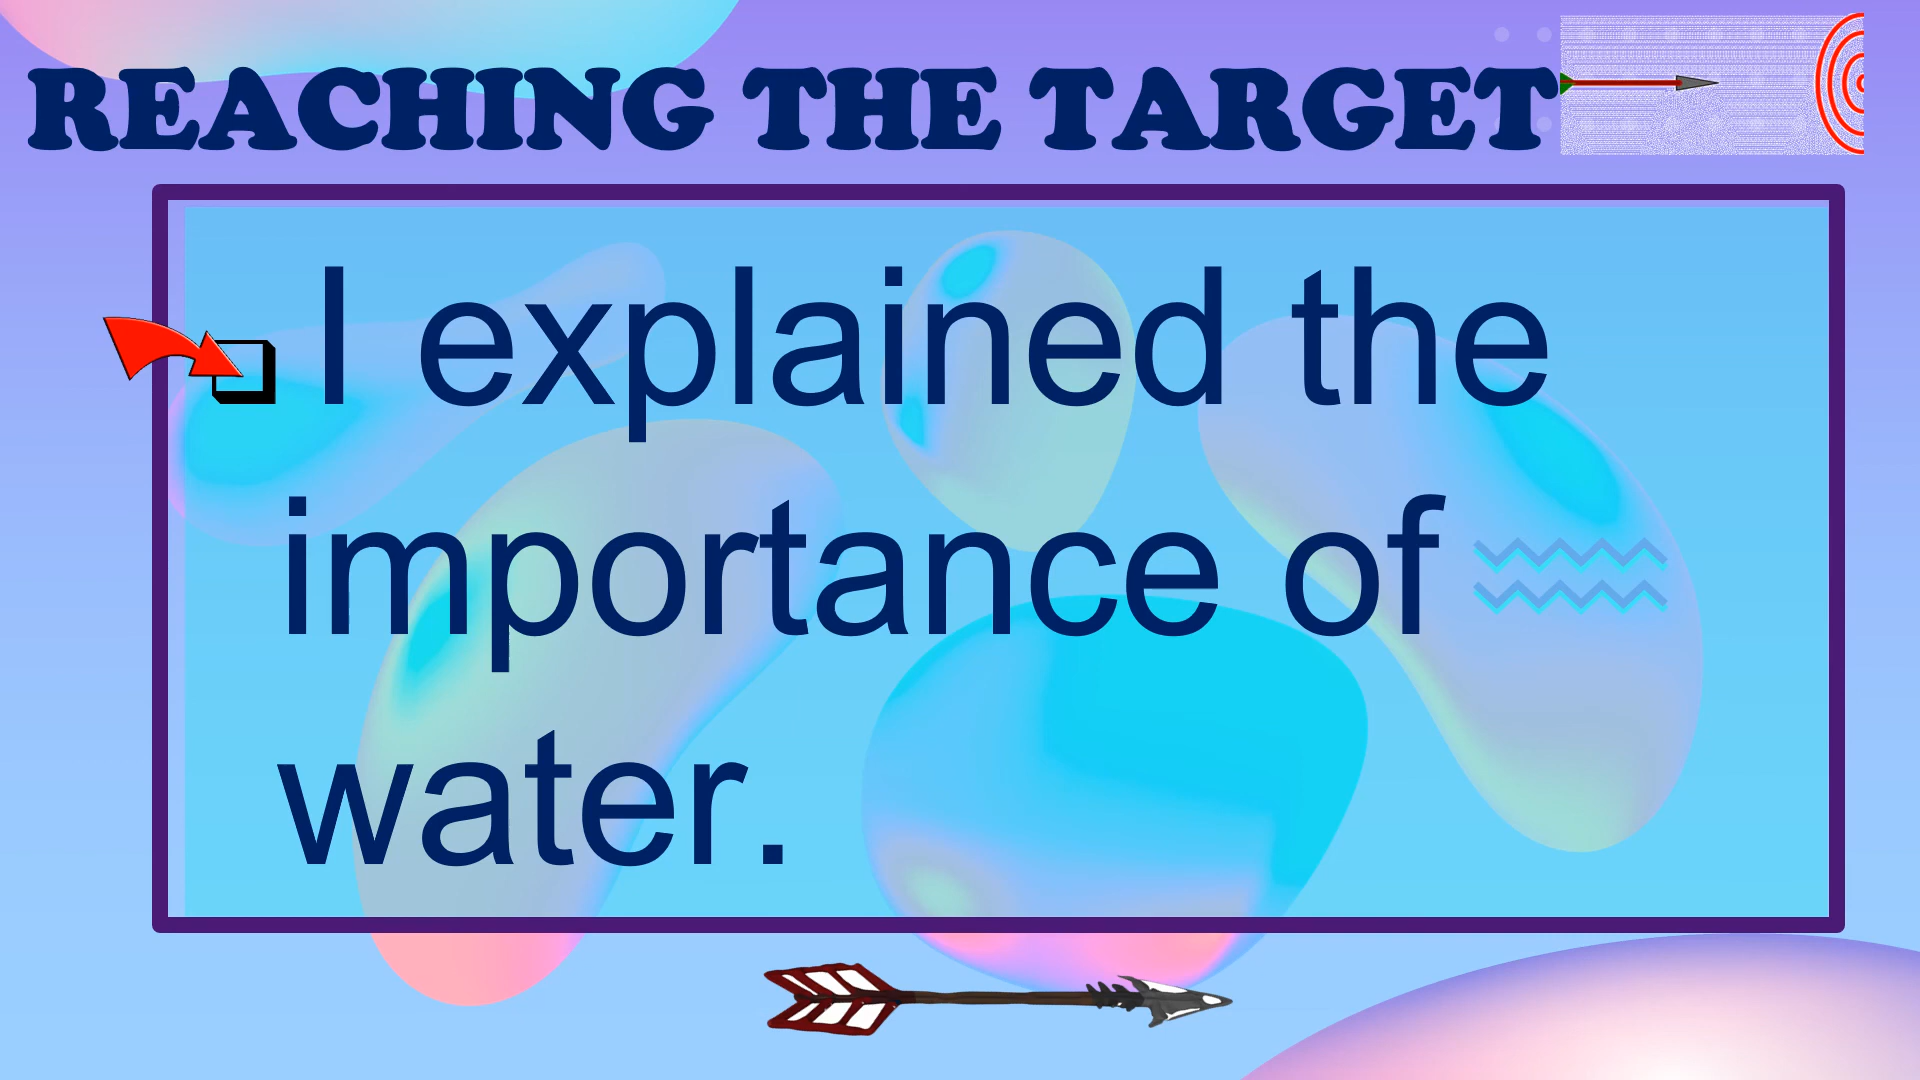 REACHING THE TARGET
I explained the
importance of
water.